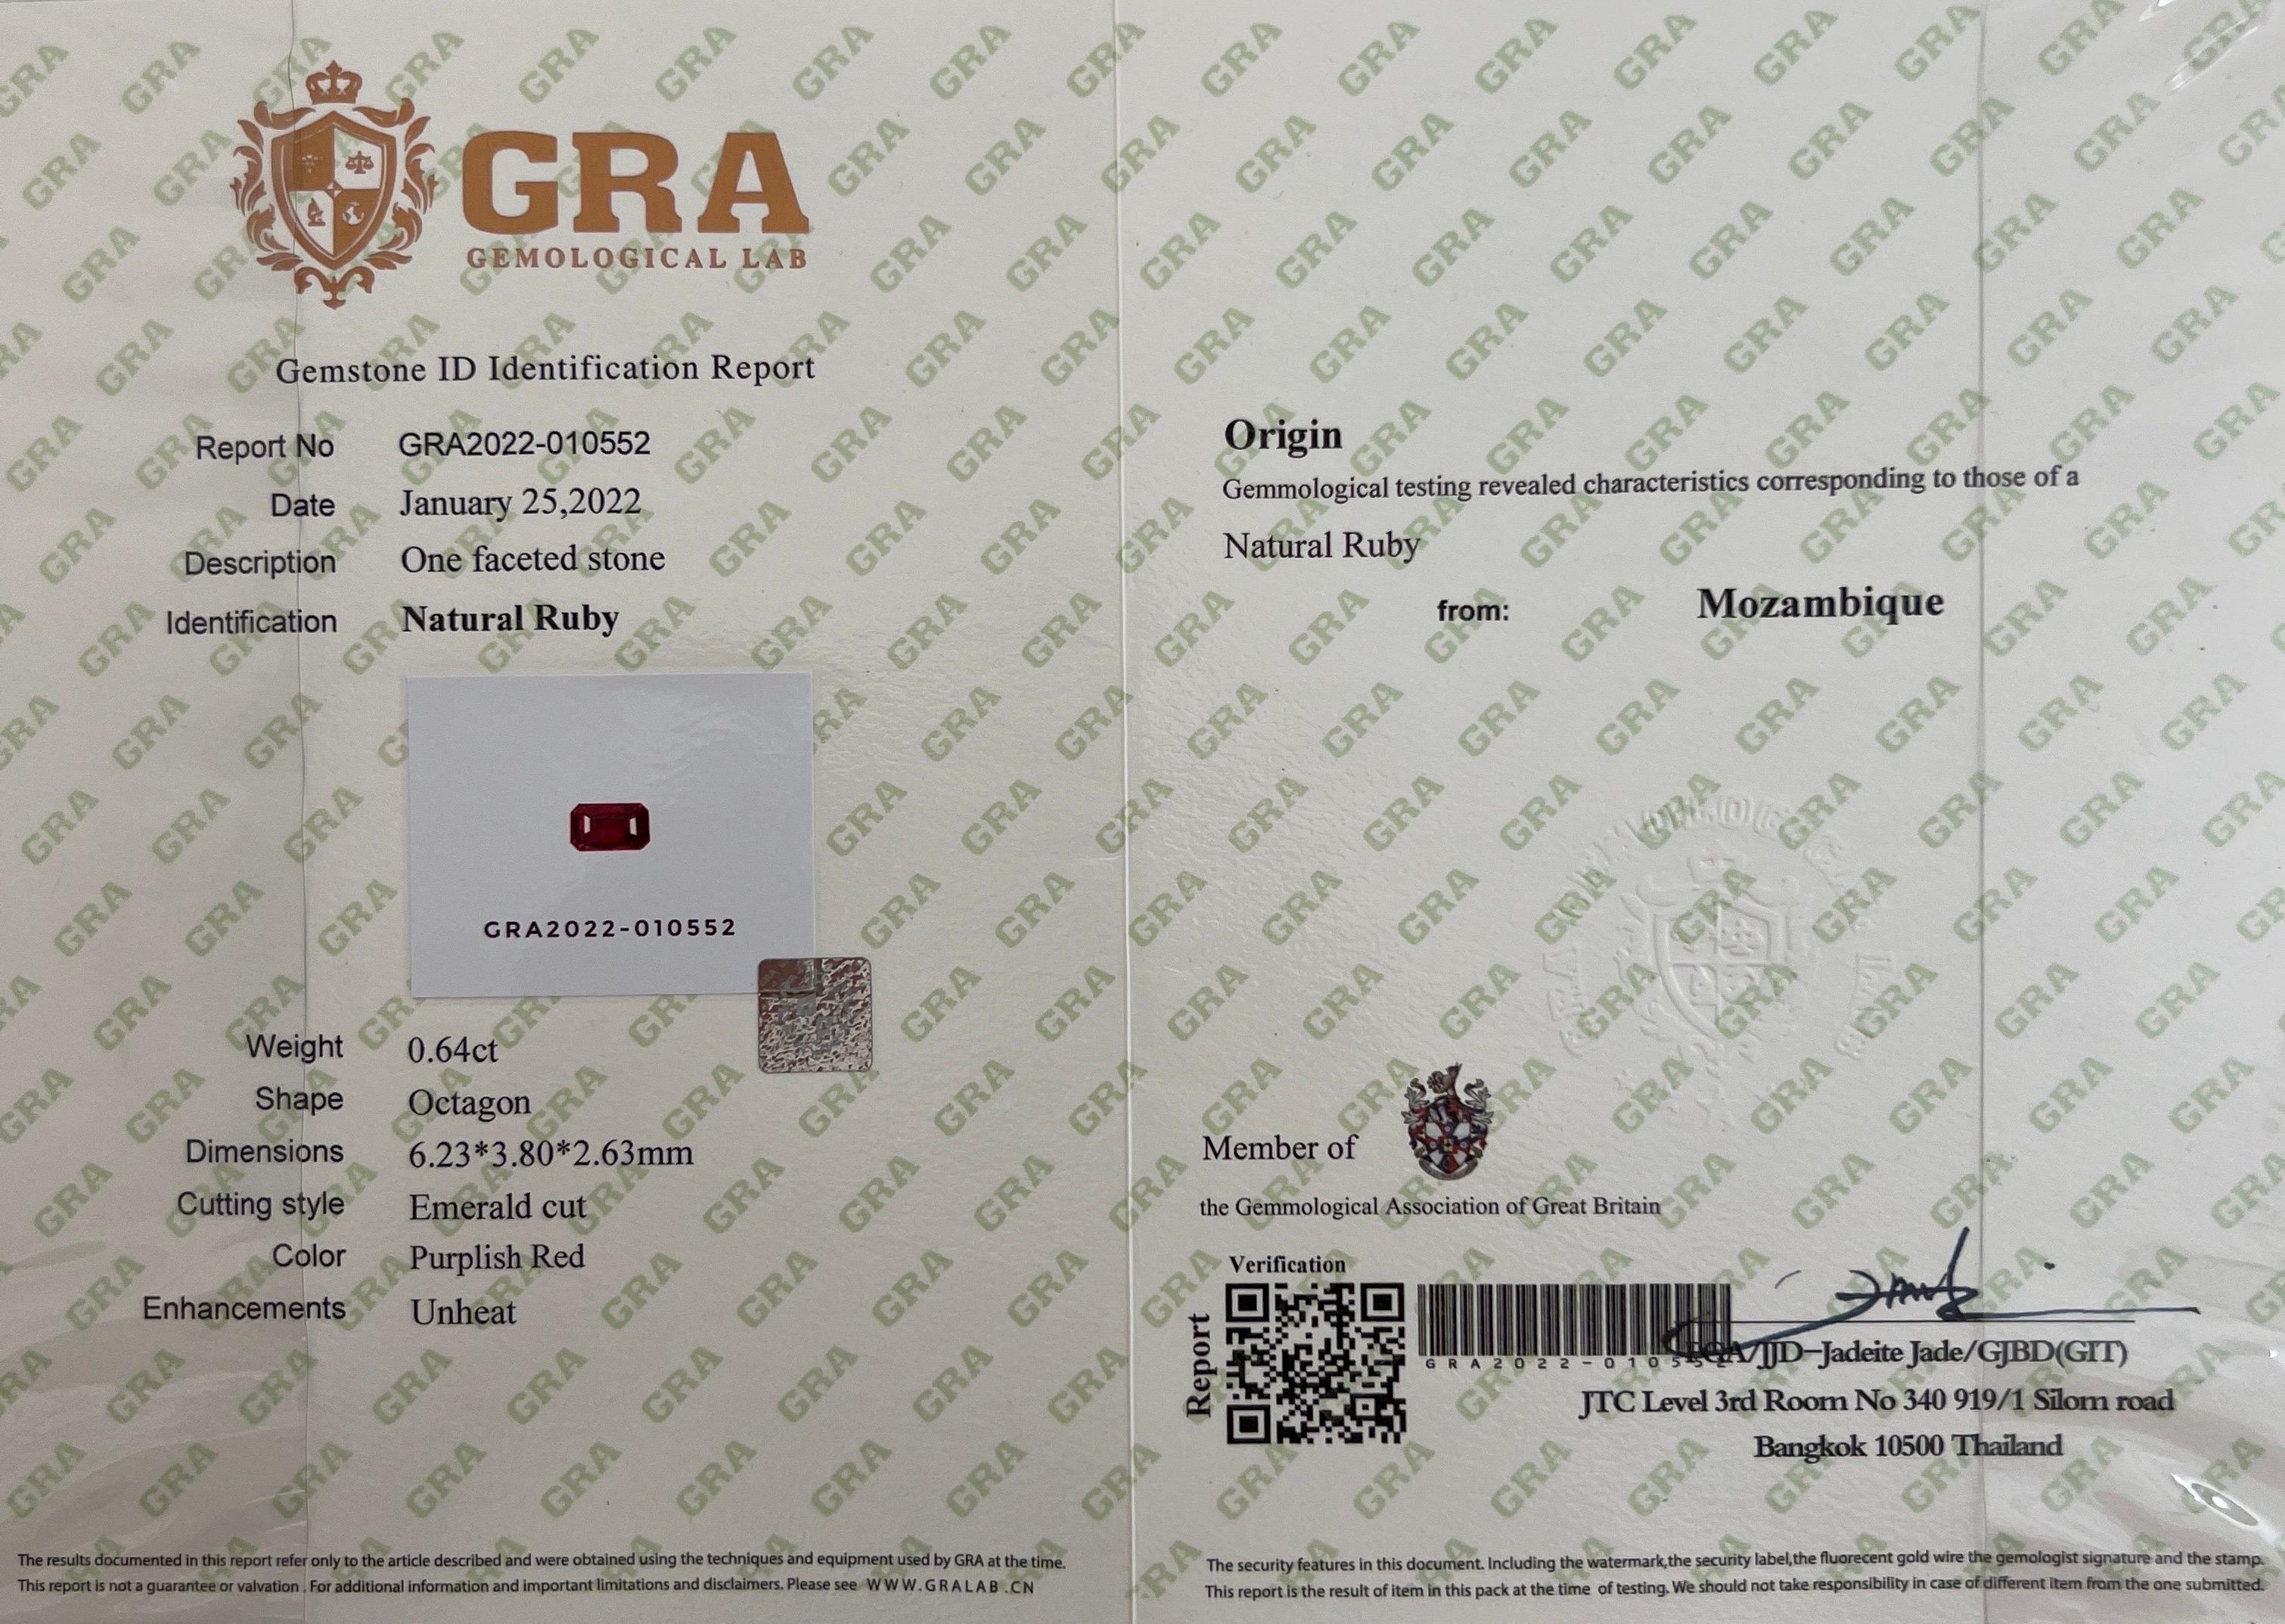 GRA
GEMOLOGICAL LAB
Gemstone ID Identification Report
Report No GRA2022-010552
Date January 25,2022
Description One faceted stone
Identification Natural Ruby
GRA2022-010552
Weight 0.64ct
Shape Octagon
Dimensions 6.23*3.80*2.63mm
Cutting style Emerald cut
Color Purplish Red
Enhancements Unheat
The results documented in this report refer only to the article described and were obtained using the techniques and equipment used by GRA at the time.
This report is not a guarantee or valvation . For additional information and important limitations and disclaimers. Please see WWW.GRALAB.CN
Origin
Gemmological testing revealed characteristics corresponding to those of a
Natural Ruby
from: Mozambique
Member of
the Gemmological Association of Great Britain
Verification
Report
GRA2022-0105
JJD-Jadeite Jade/GJBD(GIT)
JTC Level 3rd Room No 340 919/1 Silom road
Bangkok 10500 Thailand
The security features in this document. Including the watermark,the security label,the fluorecent gold wire the gemologist signature and the stamp.
This report is the result of item in this pack at the time of testing. We should not take responsibility in case of different item from the one submitted.